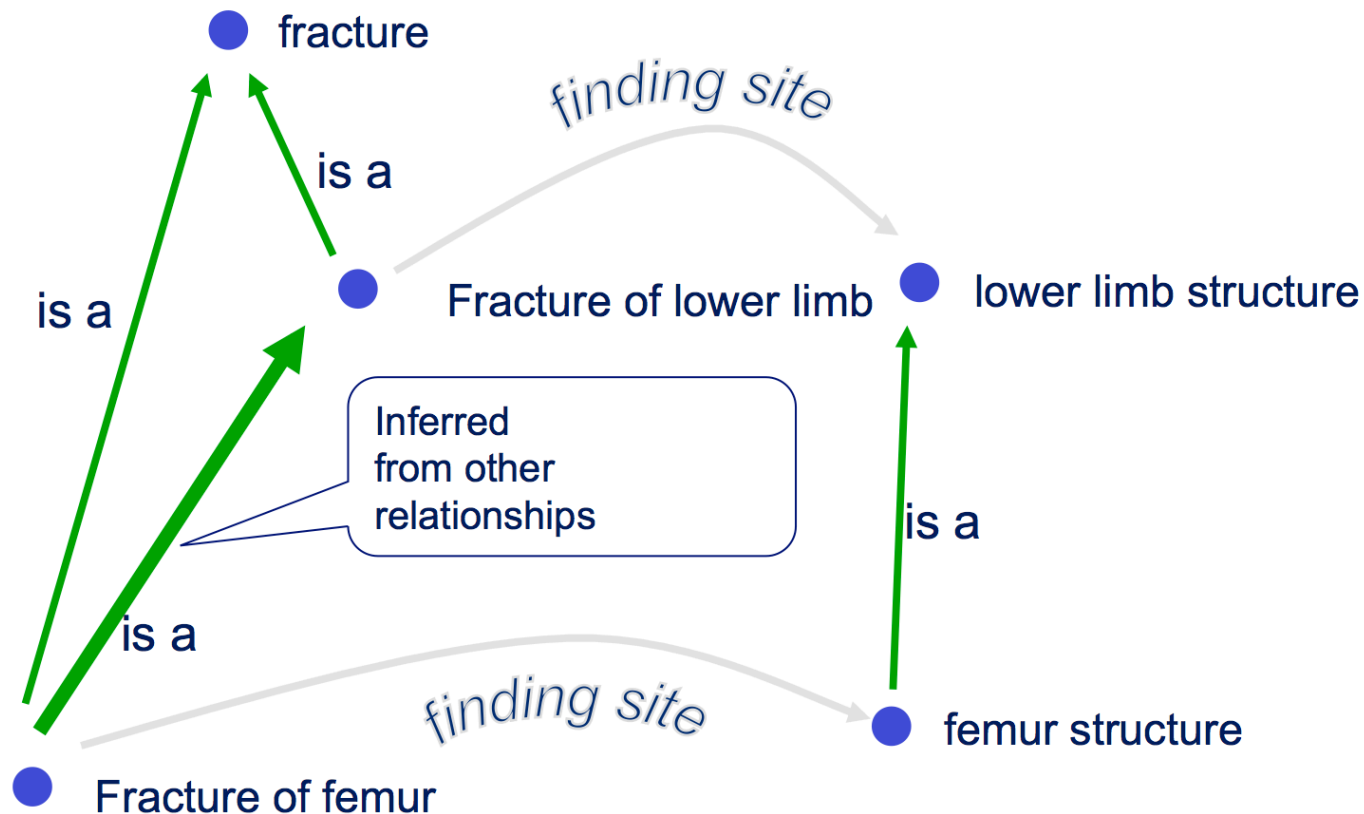 fracture
finding site
is a
Fracture of lower limb
lower limb structure
is a
Inferred
from other
relationships
is a
is a
finding site
femur structure
Fracture of femur